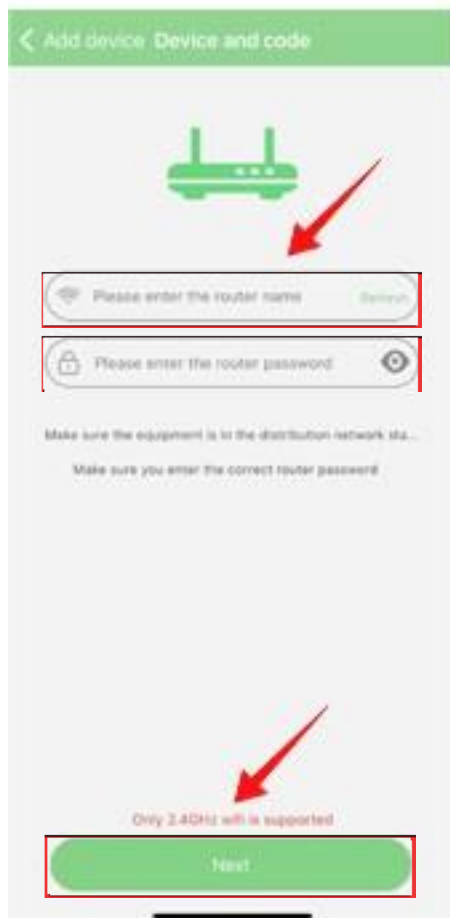 Add device Device and code
Please enter the router name Refresh
Please enter the router password
Make sure the equipment is in the distribution network sta...
Make sure you enter the correct router password
Only 2.4GHz wifi is supported
Next